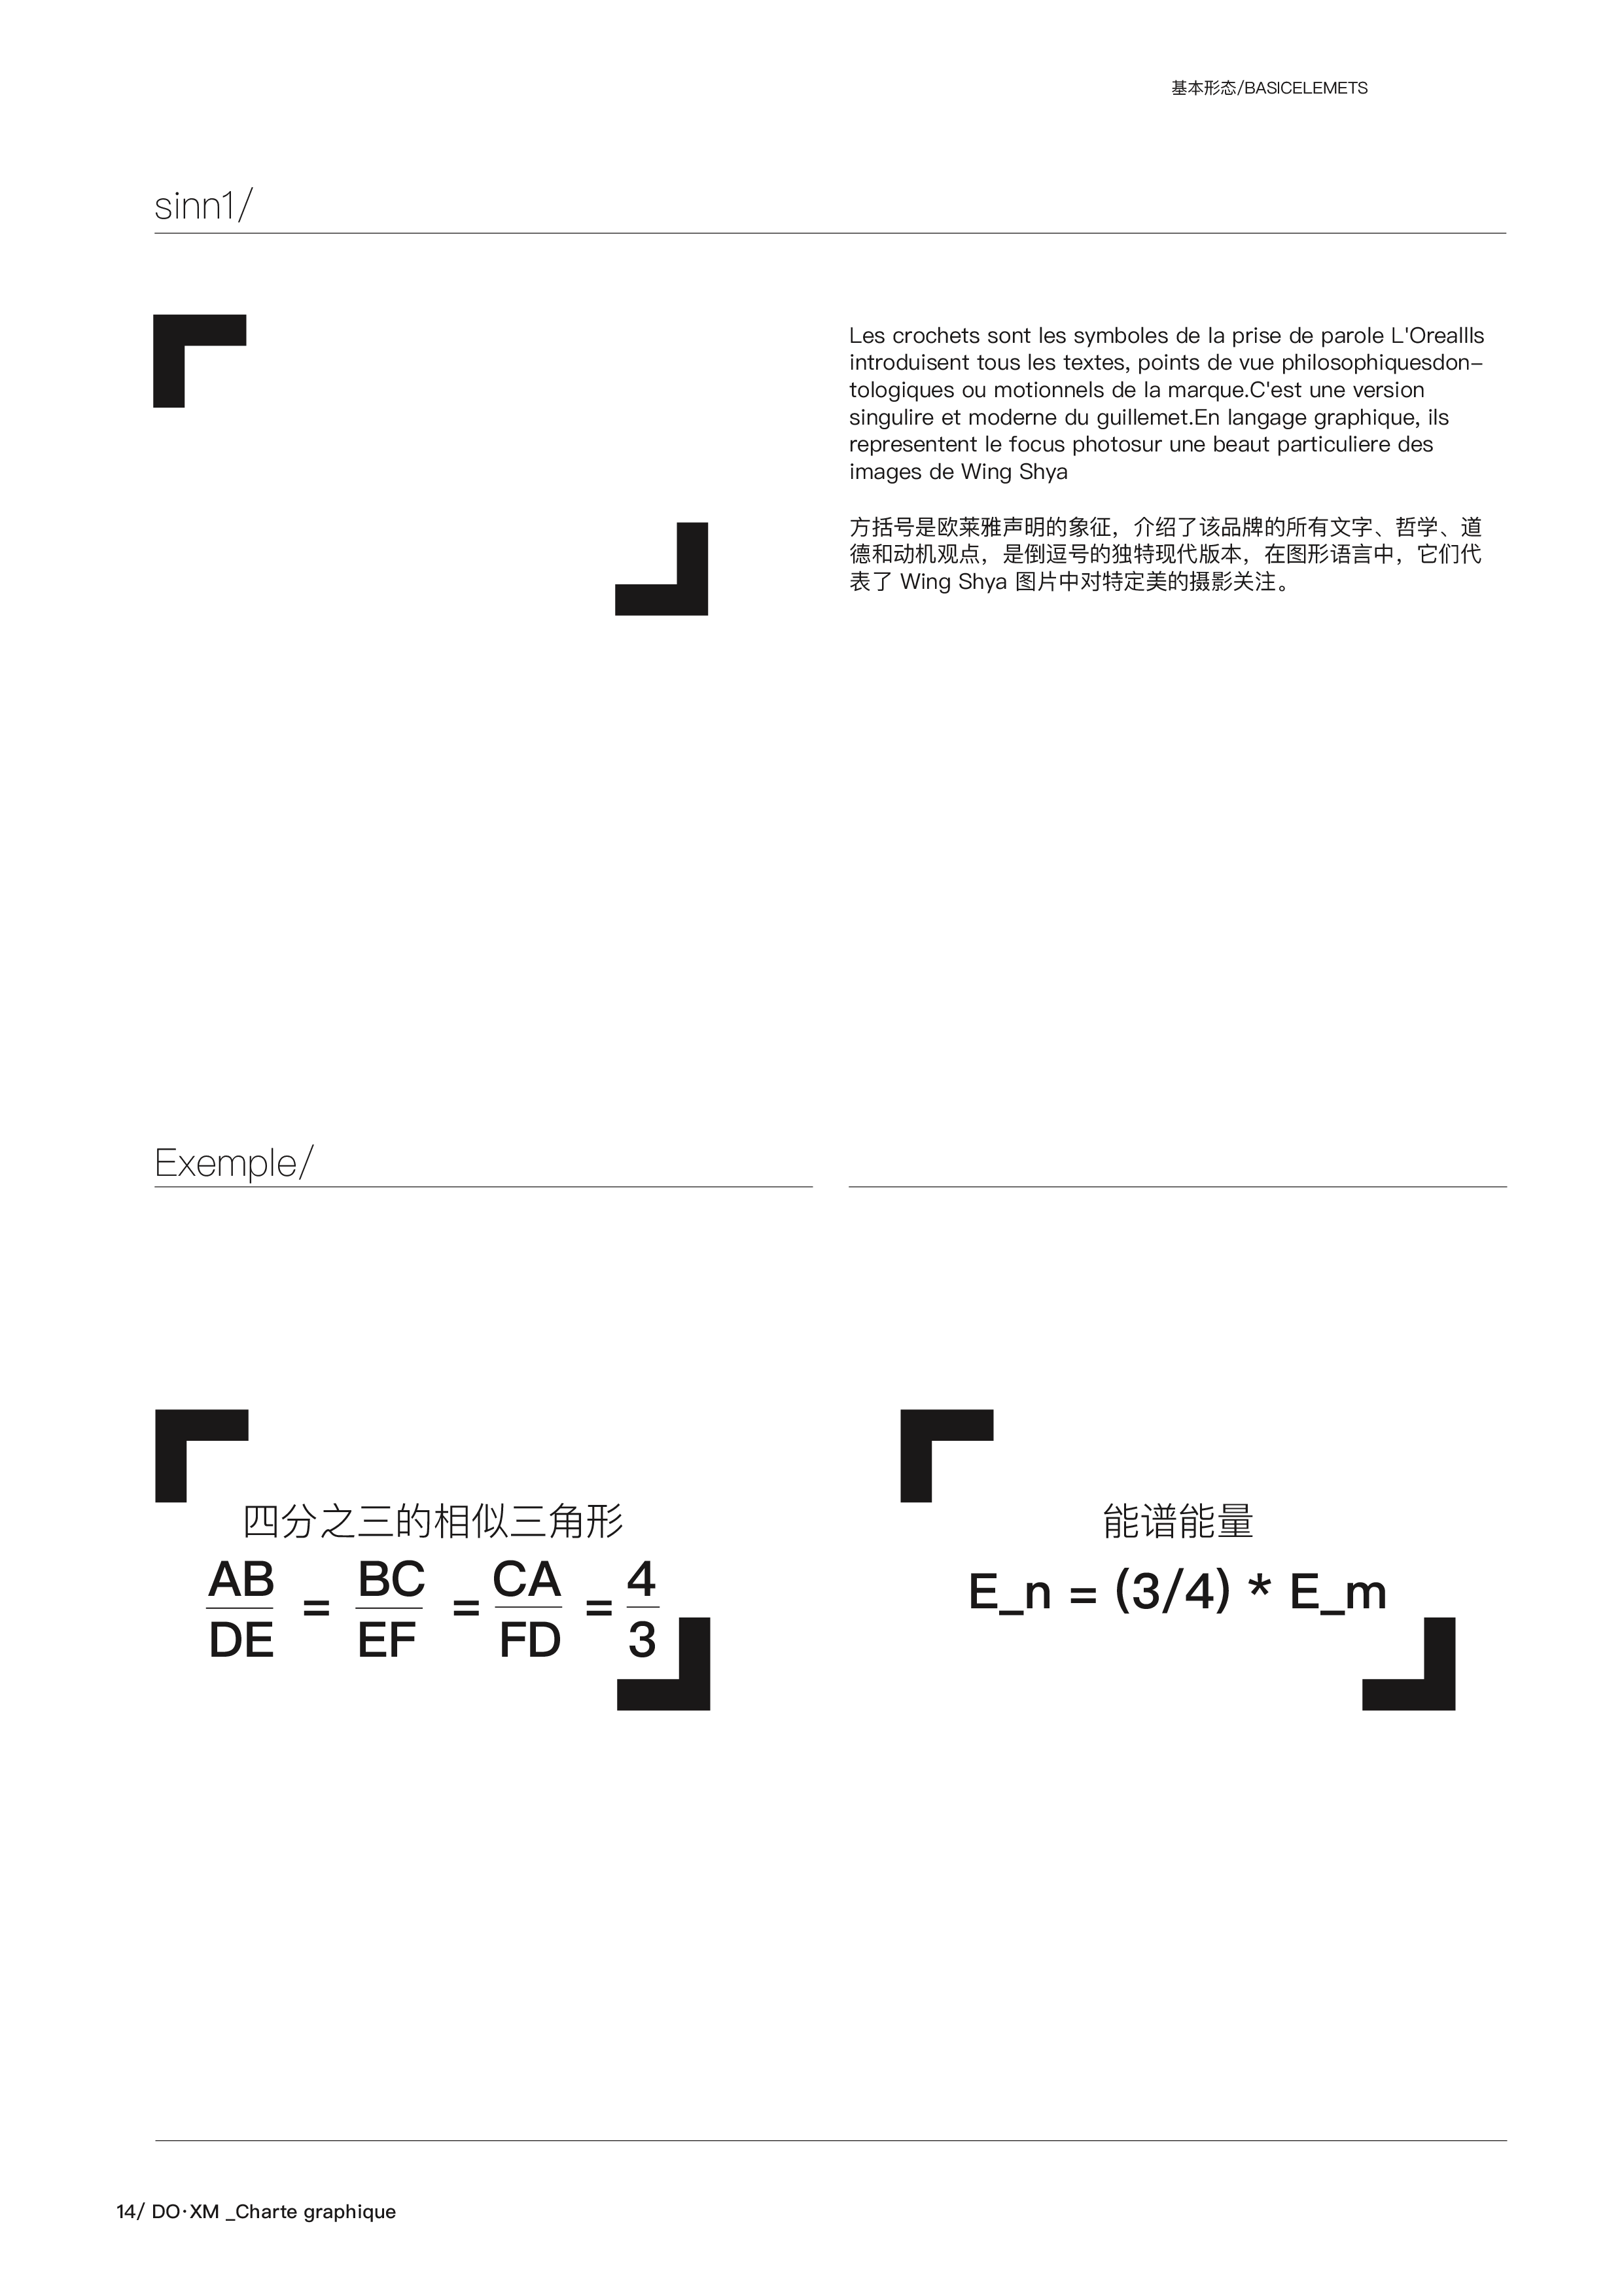 基本形态/BASICELEMETS
sinn1/
Les crochets sont les symboles de la prise de parole L'Oreallls
introduisent tous les textes, points de vue philosophiquesdon-
tologiques ou motionnels de la marque.C'est une version
singulire et moderne du guillemet.En langage graphique, ils
representent le focus photosur une beaut particuliere des
images de Wing Shya
方括号是欧莱雅声明的象征，介绍了该品牌的所有文字、哲学、道
德和动机观点，是倒逗号的独特现代版本，在图形语言中，它们代
表了 Wing Shya 图片中对特定美的摄影关注。
Exemple/
四分之三的相似三角形
AB/DE = BC/EF = CA/FD = 4/3
能谱能量
E_n = (3/4) * E_m
14/ DO·XM _Charte graphique